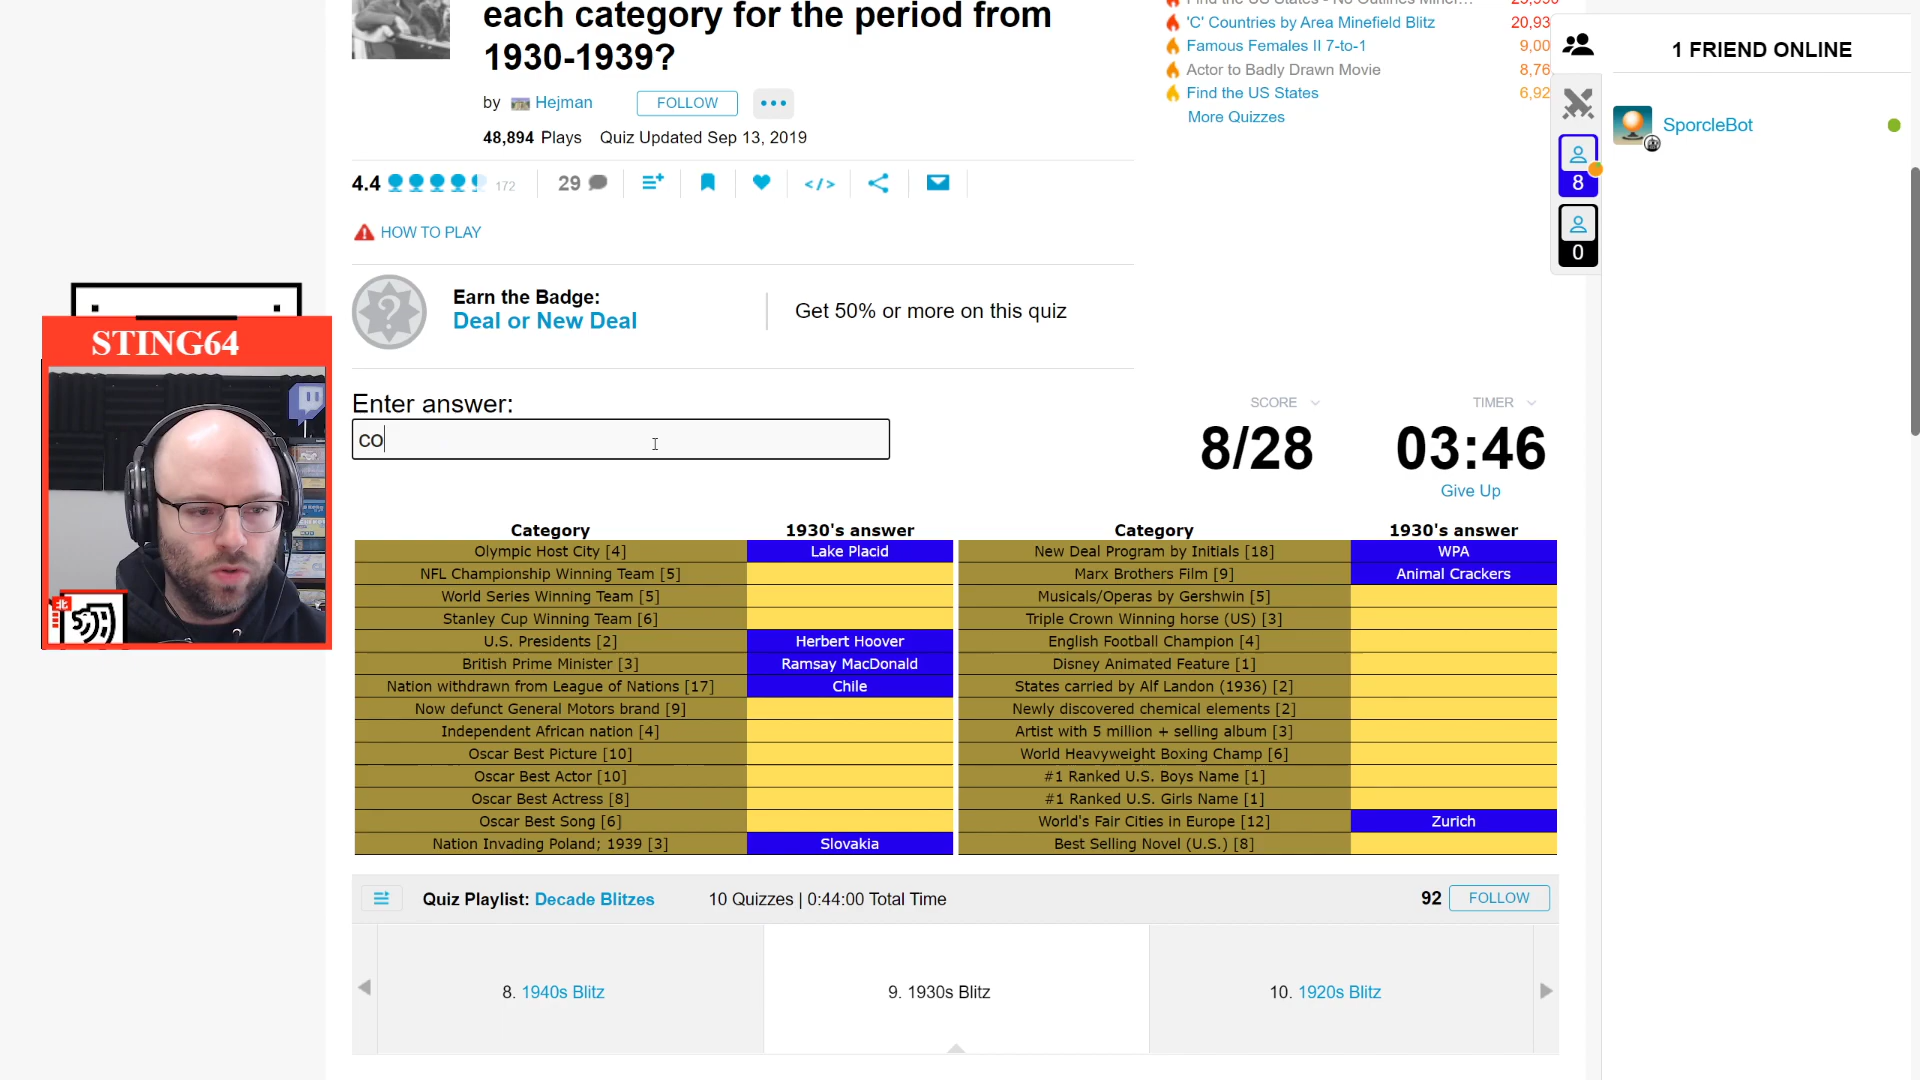 each category for the period from
1930-1939?
by Hejman FOLLOW
48,894 Plays Quiz Updated Sep 13, 2019
4.4 172 29
HOW TO PLAY
Earn the Badge:
Deal or New Deal
Get 50% or more on this quiz
'C' Countries by Area Minefield Blitz 20,93
Famous Females II 7-to-1 9,00
Actor to Badly Drawn Movie 8,76
Find the US States 6,92
More Quizzes
1 FRIEND ONLINE
SporcleBot
8
0
STING64
北
Enter answer:
co
SCORE
8/28
TIMER
03:46
Give Up
Category 1930's answer
Olympic Host City [4] Lake Placid
NFL Championship Winning Team [5]
World Series Winning Team [5]
Stanley Cup Winning Team [6]
U.S. Presidents [2] Herbert Hoover
British Prime Minister [3] Ramsay MacDonald
Nation withdrawn from League of Nations [17] Chile
Now defunct General Motors brand [9]
Independent African nation [4]
Oscar Best Picture [10]
Oscar Best Actor [10]
Oscar Best Actress [8]
Oscar Best Song [6]
Nation Invading Poland; 1939 [3] Slovakia
Category 1930's answer
New Deal Program by Initials [18] WPA
Marx Brothers Film [9] Animal Crackers
Musicals/Operas by Gershwin [5]
Triple Crown Winning horse (US) [3]
English Football Champion [4]
Disney Animated Feature [1]
States carried by Alf Landon (1936) [2]
Newly discovered chemical elements [2]
Artist with 5 million + selling album [3]
World Heavyweight Boxing Champ [6]
#1 Ranked U.S. Boys Name [1]
#1 Ranked U.S. Girls Name [1]
World's Fair Cities in Europe [12] Zurich
Best Selling Novel (U.S.) [8]
Quiz Playlist: Decade Blitzes 10 Quizzes | 0:44:00 Total Time 92 FOLLOW
8. 1940s Blitz
9. 1930s Blitz
10. 1920s Blitz